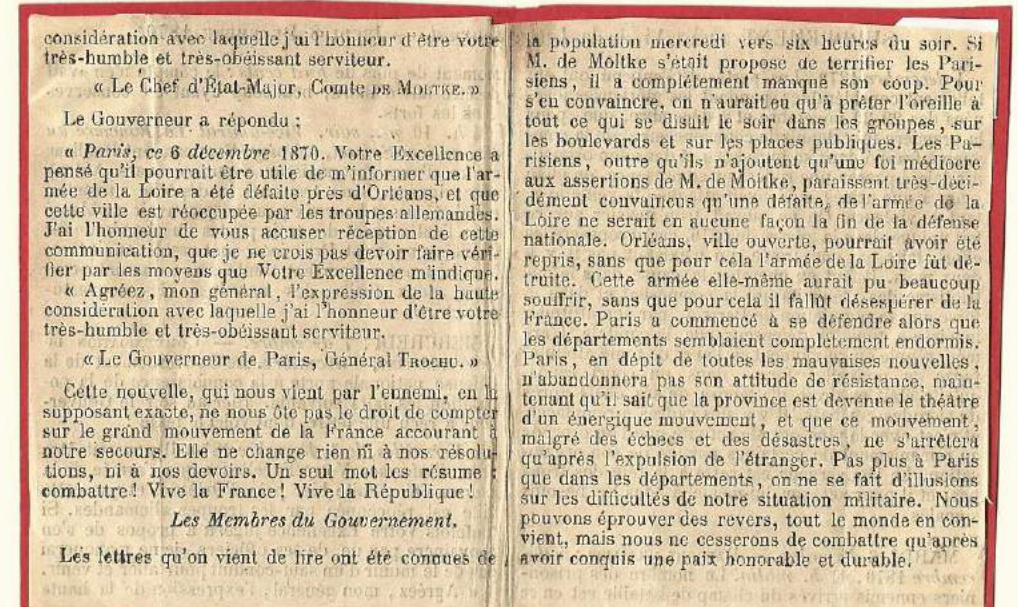 considération avec laquelle j'ai l'honneur d'être votre
très-humble et très-obéissant serviteur.
« Le Chef d'État-Major, Comte DE MOLTKE. »
Le Gouverneur a répondu :
« Paris, ce 6 décembre 1870. Votre Excellence a
pensé qu'il pourrait être utile de m'informer que l'ar-
mée de la Loire a été défaite près d'Orléans, et que
cette ville est réoccupée par les troupes allemandes.
J'ai l'honneur de vous accuser réception de cette
communication, que je ne crois pas devoir faire véri-
fier par les moyens que Votre Excellence m'indique.
« Agréez, mon général, l'expression de la haute
considération avec laquelle j'ai l'honneur d'être votre
très-humble et très-obéissant serviteur.
« Le Gouverneur de Paris, Général TROCHU. »
Cette nouvelle, qui nous vient par l'ennemi, en la
supposant exacte, ne nous ôte pas le droit de compter
sur le grand mouvement de la France accourant à
notre secours. Elle ne change rien ni à nos résolu-
tions, ni à nos devoirs. Un seul mot les résume :
combattre ! Vive la France ! Vive la République !
Les Membres du Gouvernement.
Les lettres qu'on vient de lire ont été connues de
la population mercredi vers six heures du soir. Si
M. de Moltke s'était proposé de terrifier les Pari-
siens, il a complétement manqué son coup. Pour
s'en convaincre, on n'aurait eu qu'à prêter l'oreille à
tout ce qui se disait le soir dans les groupes, sur
les boulevards et sur les places publiques. Les Pa-
risiens, outre qu'ils n'ajoutent qu'une foi médiocre
aux assertions de M. de Moltke, paraissent très-déci-
dément convaincus qu'une défaite, de l'armée de la
Loire ne serait en aucune façon la fin de la défense
nationale. Orléans, ville ouverte, pourrait avoir été
repris, sans que pour cela l'armée de la Loire fût dé-
truite. Cette armée elle-même aurait pu beaucoup
souffrir, sans que pour cela il fallût désespérer de la
France. Paris a commencé à se défendre alors que
les départements semblaient complétement endormis.
Paris, en dépit de toutes les mauvaises nouvelles,
n'abandonnera pas son attitude de résistance, main-
tenant qu'il sait que la province est devenue le théâtre
d'un énergique mouvement, et que ce mouvement,
malgré des échecs et des désastres, ne s'arrêtera
qu'après l'expulsion de l'étranger. Pas plus à Paris
que dans les départements, on ne se fait d'illusions
sur les difficultés de notre situation militaire. Nous
pouvons éprouver des revers, tout le monde en con-
vient, mais nous ne cesserons de combattre qu'après
avoir conquis une paix honorable et durable.